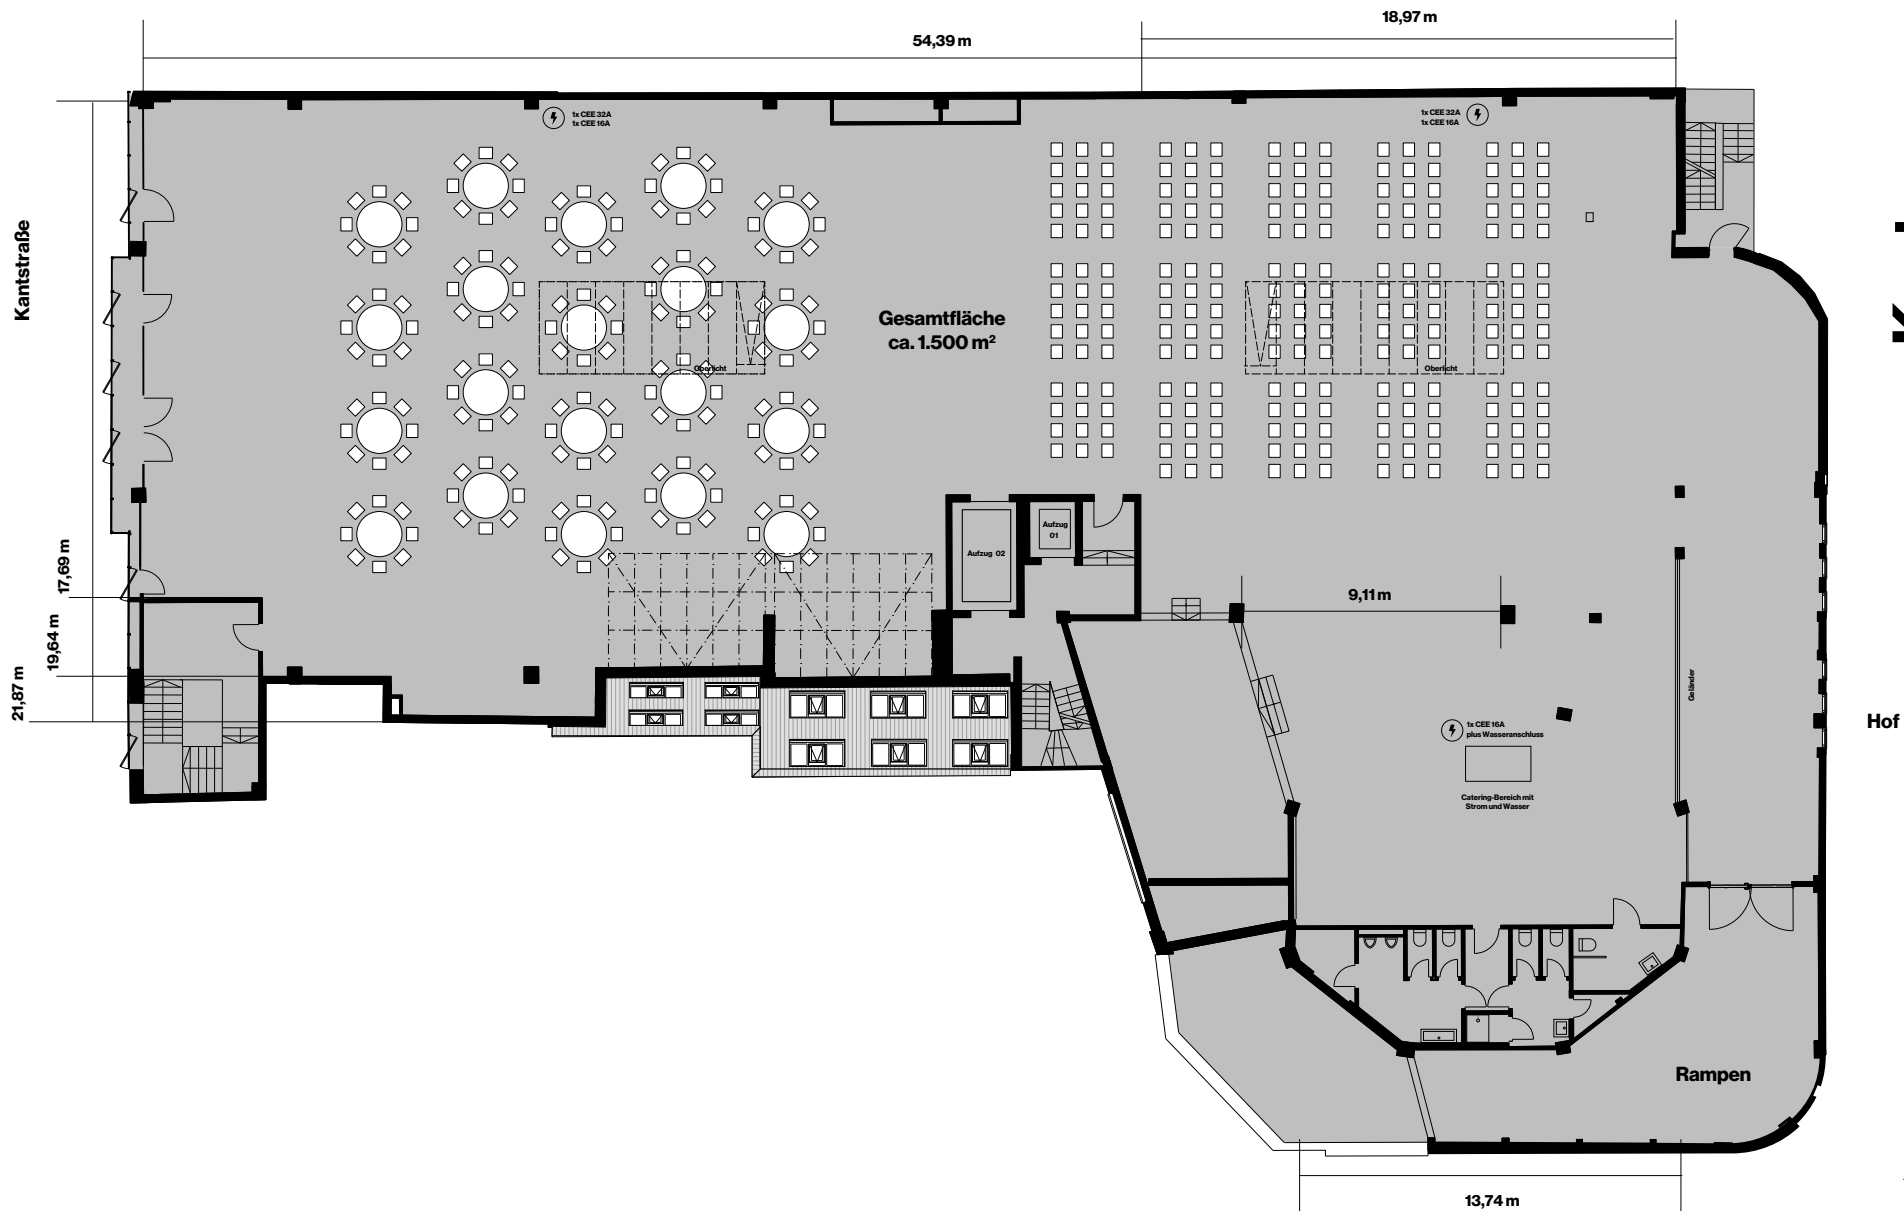 18,97 m
54,39 m
1x CEE 32A
1x CEE 16A
1x CEE 32A
1x CEE 16A
Kantstraße
Gesamtfläche
ca. 1.500 m²
Oberlicht
Oberlicht
Aufzug 02
Aufzug
01
17,69 m
19,64 m
21,87 m
9,11 m
Geländer
Hof
1x CEE 16A
plus Wasseranschluss
Catering-Bereich mit
Strom und Wasser
Rampen
13,74 m